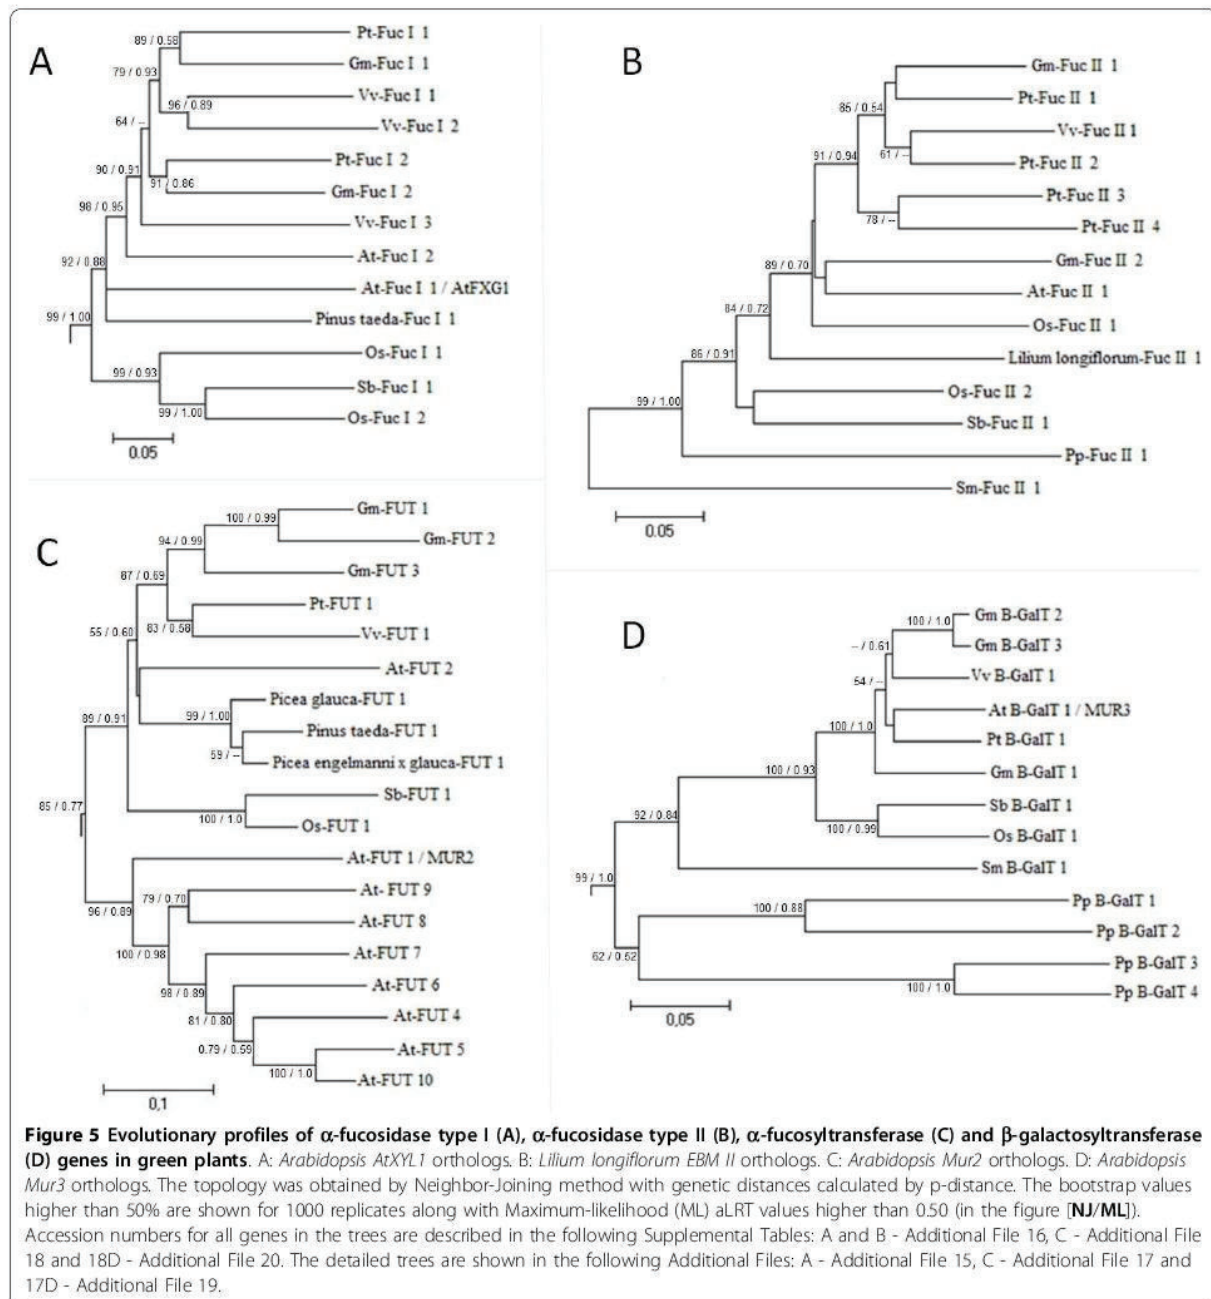 A
Pt-Fuc I 1
89 / 0.58
Gm-Fuc I 1
79 / 0.93
Vv-Fuc I 1
96 / 0.89
Vv-Fuc I 2
64 / --
Pt-Fuc I 2
90 / 0.91
91 / 0.86
Gm-Fuc I 2
98 / 0.95
Vv-Fuc I 3
At-Fuc I 2
92 / 0.88
At-Fuc I 1 / AtFXG1
99 / 1.00
Pinus taeda-Fuc I 1
Os-Fuc I 1
99 / 0.93
Sb-Fuc I 1
99 / 1.00
Os-Fuc I 2
0.05
B
Gm-Fuc II 1
85 / 0.54
Pt-Fuc II 1
Vv-Fuc II 1
91 / 0.94
61 / --
Pt-Fuc II 2
Pt-Fuc II 3
78 / --
Pt-Fuc II 4
89 / 0.70
Gm-Fuc II 2
At-Fuc II 1
84 / 0.72
Os-Fuc II 1
86 / 0.91
Lilium longiflorum-Fuc II 1
Os-Fuc II 2
99 / 1.00
Sb-Fuc II 1
Pp-Fuc II 1
Sm-Fuc II 1
0.05
C
Gm-FUT 1
100 / 0.99
Gm-FUT 2
94 / 0.99
Gm-FUT 3
87 / 0.69
Pt-FUT 1
55 / 0.60
83 / 0.58
Vv-FUT 1
At-FUT 2
Picea glauca-FUT 1
99 / 1.00
89 / 0.91
Pinus taeda-FUT 1
59 / --
Picea engelmanni x glauca-FUT 1
Sb-FUT 1
85 / 0.77
100 / 1.0
Os-FUT 1
At-FUT 1 / MUR2
79 / 0.70
At- FUT 9
96 / 0.89
At-FUT 8
100 / 0.98
At-FUT 7
98 / 0.89
At-FUT 6
81 / 0.80
At-FUT 4
0.79 / 0.59
At-FUT 5
100 / 1.0
At-FUT 10
0,1
D
Gm B-GalT 2
100 / 1.0
Gm B-GalT 3
-- / 0.61
Vv B-GalT 1
54 / --
At B-GalT 1 / MUR3
100 / 1.0
Pt B-GalT 1
100 / 0.93
Gm B-GalT 1
Sb B-GalT 1
92 / 0.84
100 / 0.99
Os B-GalT 1
Sm B-GalT 1
99 / 1.0
Pp B-GalT 1
100 / 0.88
Pp B-GalT 2
62 / 0.52
Pp B-GalT 3
100 / 1.0
Pp B-GalT 4
0,05
Figure 5 Evolutionary profiles of α-fucosidase type I (A), α-fucosidase type II (B), α-fucosyltransferase (C) and β-galactosyltransferase
(D) genes in green plants. A: Arabidopsis AtXYL1 orthologs. B: Lilium longiflorum EBM II orthologs. C: Arabidopsis Mur2 orthologs. D: Arabidopsis
Mur3 orthologs. The topology was obtained by Neighbor-Joining method with genetic distances calculated by p-distance. The bootstrap values
higher than 50% are shown for 1000 replicates along with Maximum-likelihood (ML) aLRT values higher than 0.50 (in the figure [NJ/ML]).
Accession numbers for all genes in the trees are described in the following Supplemental Tables: A and B - Additional File 16, C - Additional File
18 and 18D - Additional File 20. The detailed trees are shown in the following Additional Files: A - Additional File 15, C - Additional File 17 and
17D - Additional File 19.